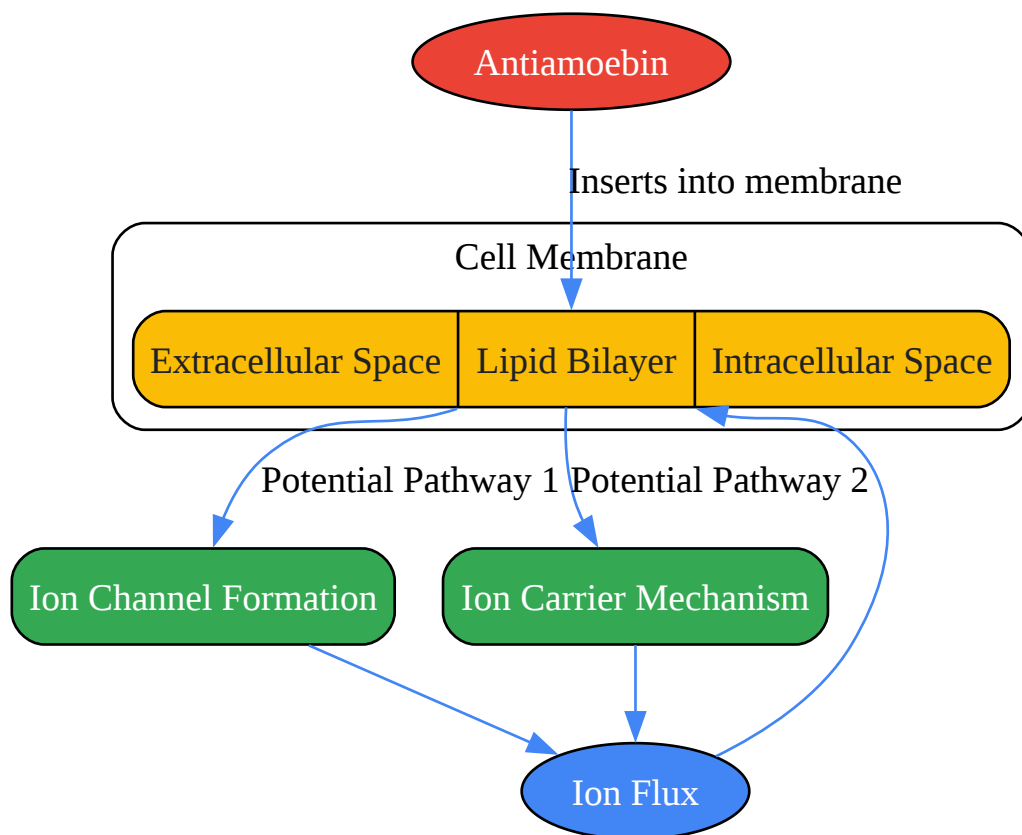 Antiamoebin
Inserts into membrane
Cell Membrane
Extracellular Space
Lipid Bilayer
Intracellular Space
Potential Pathway 1
Potential Pathway 2
Ion Channel Formation
Ion Carrier Mechanism
Ion Flux